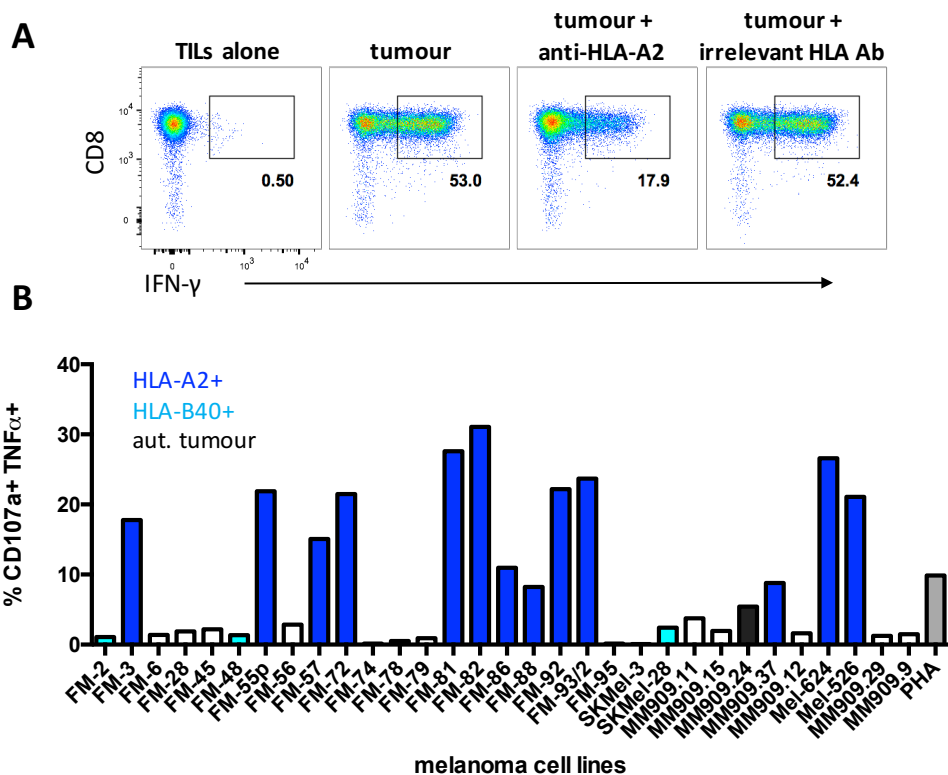 A
TILs alone
tumour
tumour +
anti-HLA-A2
tumour +
irrelevant HLA Ab
CD8
10⁴
10³
0
0.50
53.0
17.9
52.4
0
10³
10⁴
IFN-γ
B
% CD107a+ TNFα+
40
30
20
10
0
HLA-A2+
HLA-B40+
aut. tumour
FM-2
FM-3
FM-6
FM-28
FM-45
FM-48
FM-55p
FM-56
FM-57
FM-72
FM-74
FM-78
FM-79
FM-81
FM-82
FM-86
FM-88
FM-92
FM-93/2
FM-95
SKMel-3
SKMel-28
MM909.11
MM909.15
MM909.24
MM909.37
MM909.12
Mel-624
Mel-526
MM909.29
MM909.9
PHA
melanoma cell lines